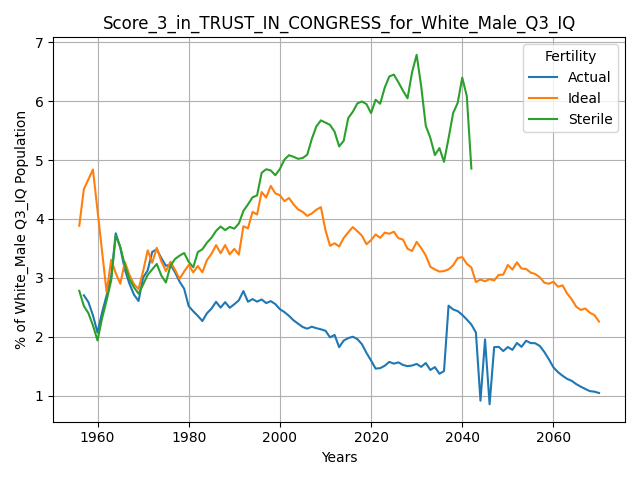 Score_3_in_TRUST_IN_CONGRESS_for_White_Male_Q3_IQ
Fertility
Actual
Ideal
Sterile
% of White_Male Q3_IQ Population
7
6
5
4
3
2
1
1960 1980 2000 2020 2040 2060
Years